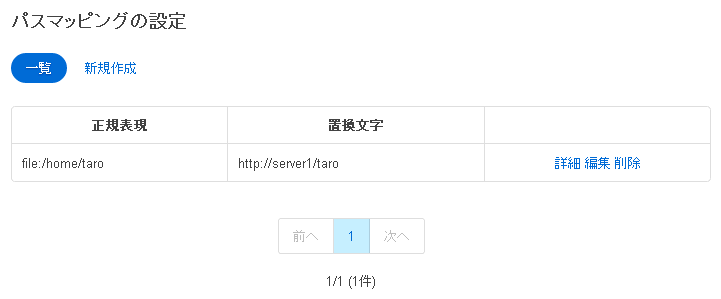 パスマッピングの設定
一覧 新規作成
正規表現 置換文字
file:/home/taro http://server1/taro 詳細 編集 削除
前へ 1 次へ
1/1 (1件)